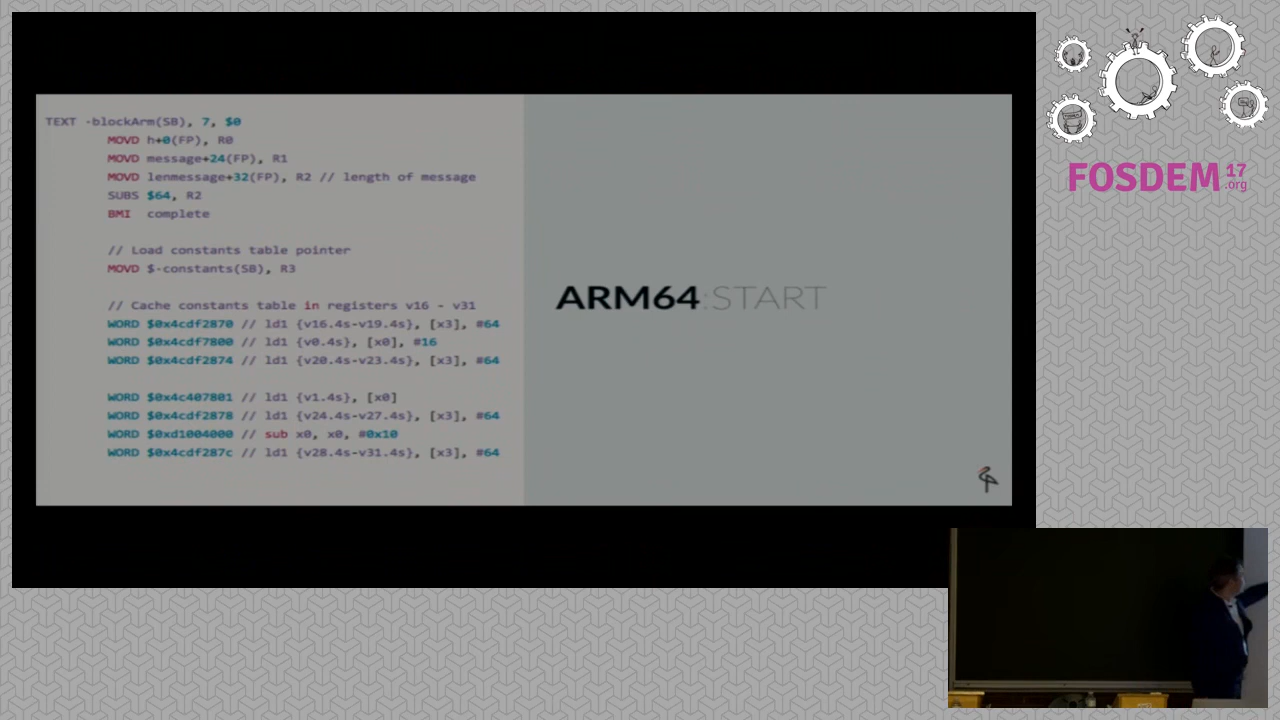 TEXT ·blockArm(SB), 7, $0
MOVD h+0(FP), R0
MOVD message+24(FP), R1
MOVD lenmessage+32(FP), R2 // length of message
SUBS $64, R2
BMI complete
// Load constants table pointer
MOVD $·constants(SB), R3
// Cache constants table in registers v16 - v31
WORD $0x4cdf2870 // ld1 {v16.4s-v19.4s}, [x3], #64
WORD $0x4cdf7800 // ld1 {v0.4s}, [x0], #16
WORD $0x4cdf2874 // ld1 {v20.4s-v23.4s}, [x3], #64
WORD $0x4c407801 // ld1 {v1.4s}, [x0]
WORD $0x4cdf2878 // ld1 {v24.4s-v27.4s}, [x3], #64
WORD $0xd1004000 // sub x0, x0, #0x10
WORD $0x4cdf287c // ld1 {v28.4s-v31.4s}, [x3], #64
ARM64:START
FOSDEM 17
.org